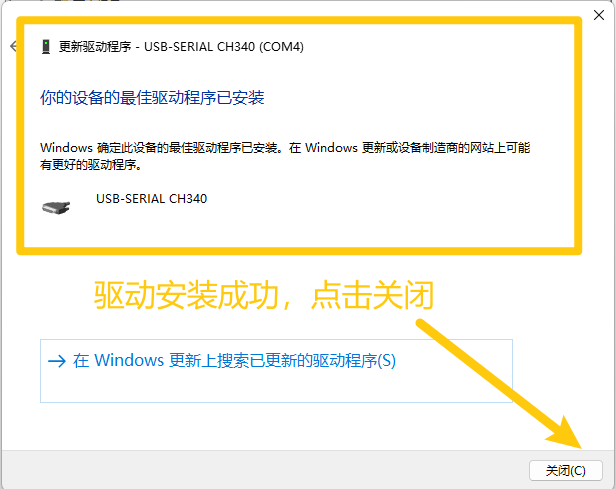 更新驱动程序 - USB-SERIAL CH340 (COM4)
你的设备的最佳驱动程序已安装
Windows 确定此设备的最佳驱动程序已安装。在 Windows 更新或设备制造商的网站上可能
有更好的驱动程序。
USB-SERIAL CH340
驱动安装成功，点击关闭
在 Windows 更新上搜索已更新的驱动程序(S)
关闭(C)